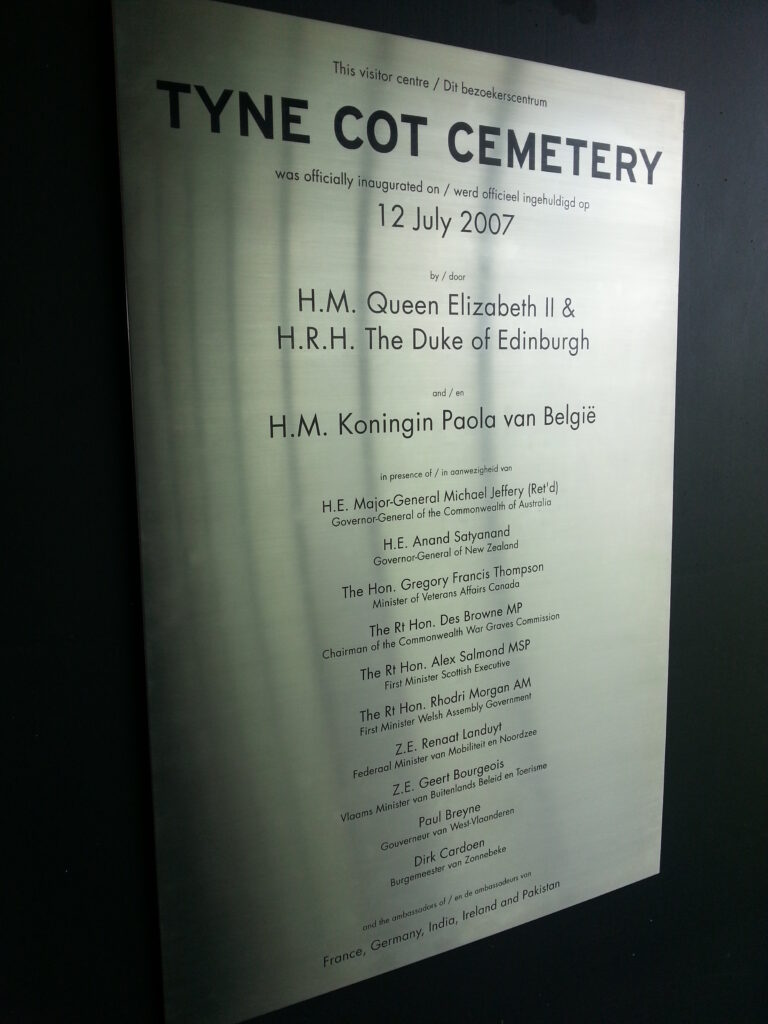 This visitor centre / Dit bezoekerscentrum
TYNE COT CEMETERY
was officially inaugurated on / werd officieel ingehuldigd op
12 July 2007
by / door
H.M. Queen Elizabeth II &
H.R.H. The Duke of Edinburgh
and / en
H.M. Koningin Paola van België
in presence of / in aanwezigheid van
H.E. Major-General Michael Jeffery (Ret'd)
Governor-General of the Commonwealth of Australia
H.E. Anand Satyanand
Governor-General of New Zealand
The Hon. Gregory Francis Thompson
Minister of Veterans Affairs Canada
The Rt Hon. Des Browne MP
Chairman of the Commonwealth War Graves Commission
The Rt Hon. Alex Salmond MSP
First Minister Scottish Executive
The Rt Hon. Rhodri Morgan AM
First Minister Welsh Assembly Government
Z.E. Renaat Landuyt
Federaal Minister van Mobiliteit en Noordzee
Z.E. Geert Bourgeois
Vlaams Minister van Buitenlands Beleid en Toerisme
Paul Breyne
Gouverneur van West-Vlaanderen
Dirk Cardoen
Burgemeester van Zonnebeke
and the ambassadors of / en de ambassadeurs van
France, Germany, India, Ireland and Pakistan